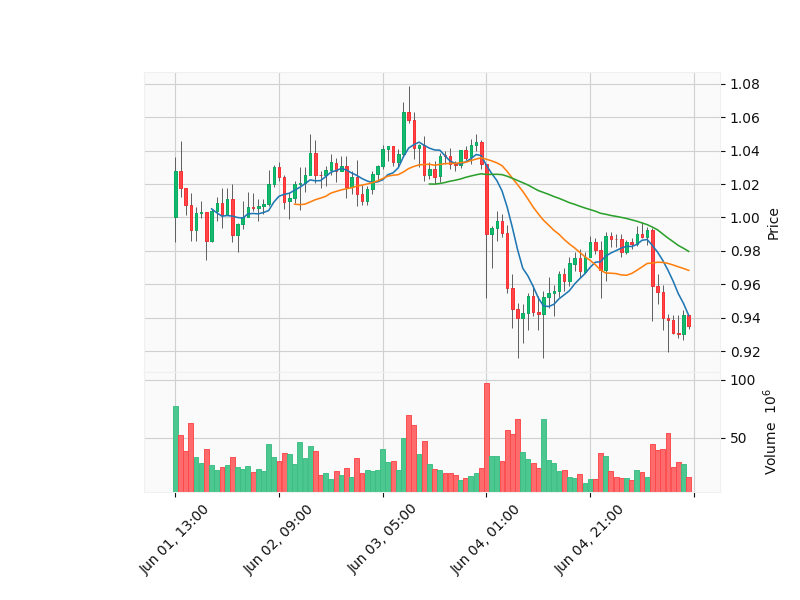 1.08
1.06
1.04
1.02
1.00
0.98
0.96
0.94
0.92
Price
100
50
Volume 10^6
Jun 01, 13:00
Jun 02, 09:00
Jun 03, 05:00
Jun 04, 01:00
Jun 04, 21:00